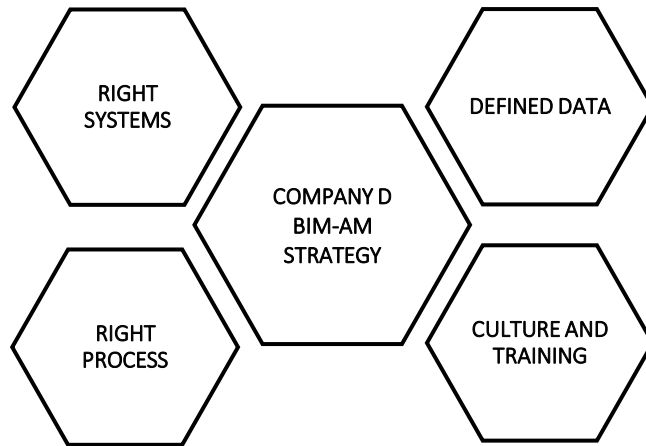 RIGHT
SYSTEMS
DEFINED DATA
COMPANY D
BIM-AM
STRATEGY
RIGHT
PROCESS
CULTURE AND
TRAINING